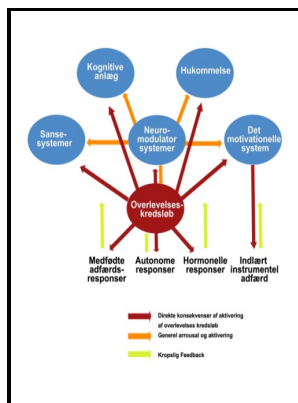 Kognitive
anlæg
Hukommelse
Sanse-
systemer
Neuro-
modulator
systemer
Det
motivationelle
system
Overlevelses-
kredsløb
Medfødte
adfærds-
responser
Autonome
responser
Hormonelle
responser
Indlært
instrumentel
adfærd
Direkte konsekvenser af aktivering
af overlevelses kredsløb
Generel arrousal og aktivering
Kropslig Feedback